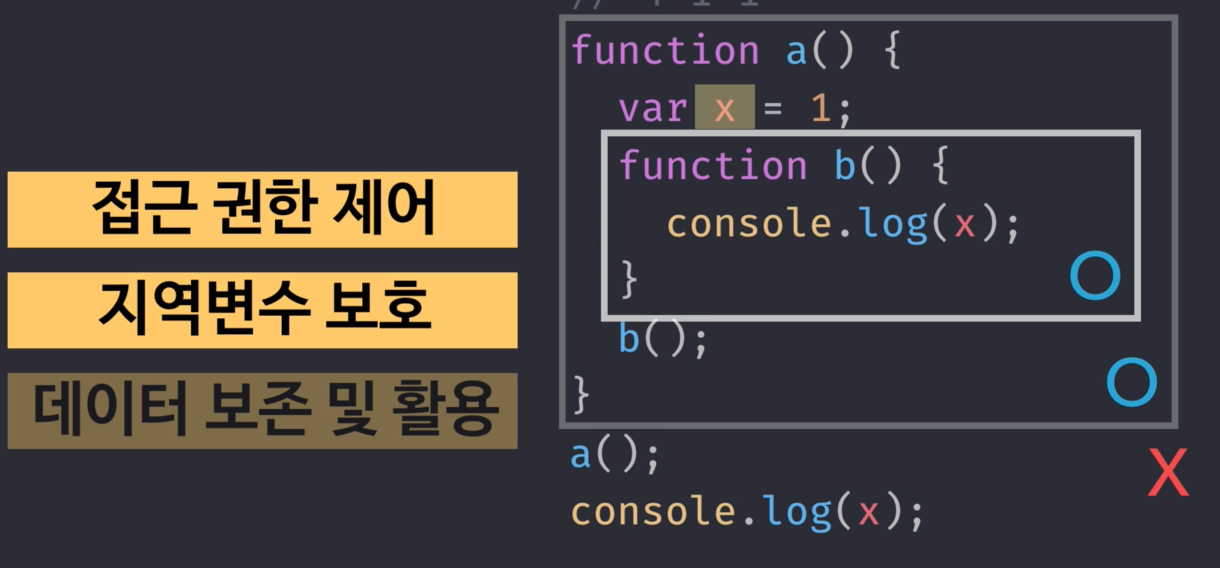 접근 권한 제어
지역변수 보호
데이터 보존 및 활용
function a() {
var x = 1;
function b() {
console.log(x);
}
b();
}
a();
console.log(x);
X